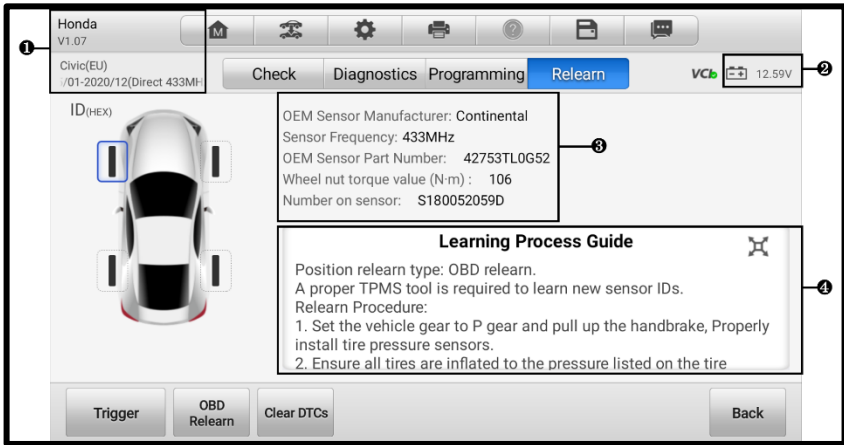 Honda
V1.07
M
?
❶
Civic(EU)
/01-2020/12(Direct 433MH
Check
Diagnostics
Programming
Relearn
VCI
12.59V
❷
ID(HEX)
OEM Sensor Manufacturer: Continental
Sensor Frequency: 433MHz
OEM Sensor Part Number: 42753TL0G52
Wheel nut torque value (N·m) : 106
Number on sensor: S180052059D
❸
Learning Process Guide
Position relearn type: OBD relearn.
A proper TPMS tool is required to learn new sensor IDs.
Relearn Procedure:
1. Set the vehicle gear to P gear and pull up the handbrake, Properly
install tire pressure sensors.
2. Ensure all tires are inflated to the pressure listed on the tire
❹
Trigger
OBD
Relearn
Clear DTCs
Back